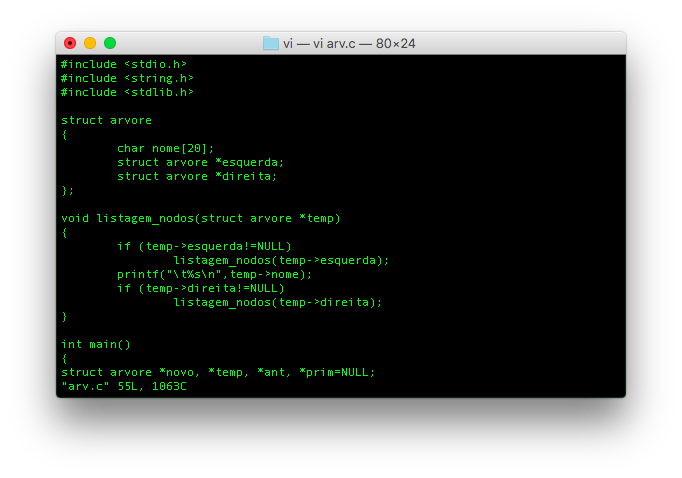 vi — vi arv.c — 80×24
#include <stdio.h>
#include <string.h>
#include <stdlib.h>
struct arvore
{
        char nome[20];
        struct arvore *esquerda;
        struct arvore *direita;
};
void listagem_nodos(struct arvore *temp)
{
        if (temp->esquerda!=NULL)
                listagem_nodos(temp->esquerda);
        printf("\t%s\n",temp->nome);
        if (temp->direita!=NULL)
                listagem_nodos(temp->direita);
}
int main()
{
struct arvore *novo, *temp, *ant, *prim=NULL;
"arv.c" 55L, 1063C